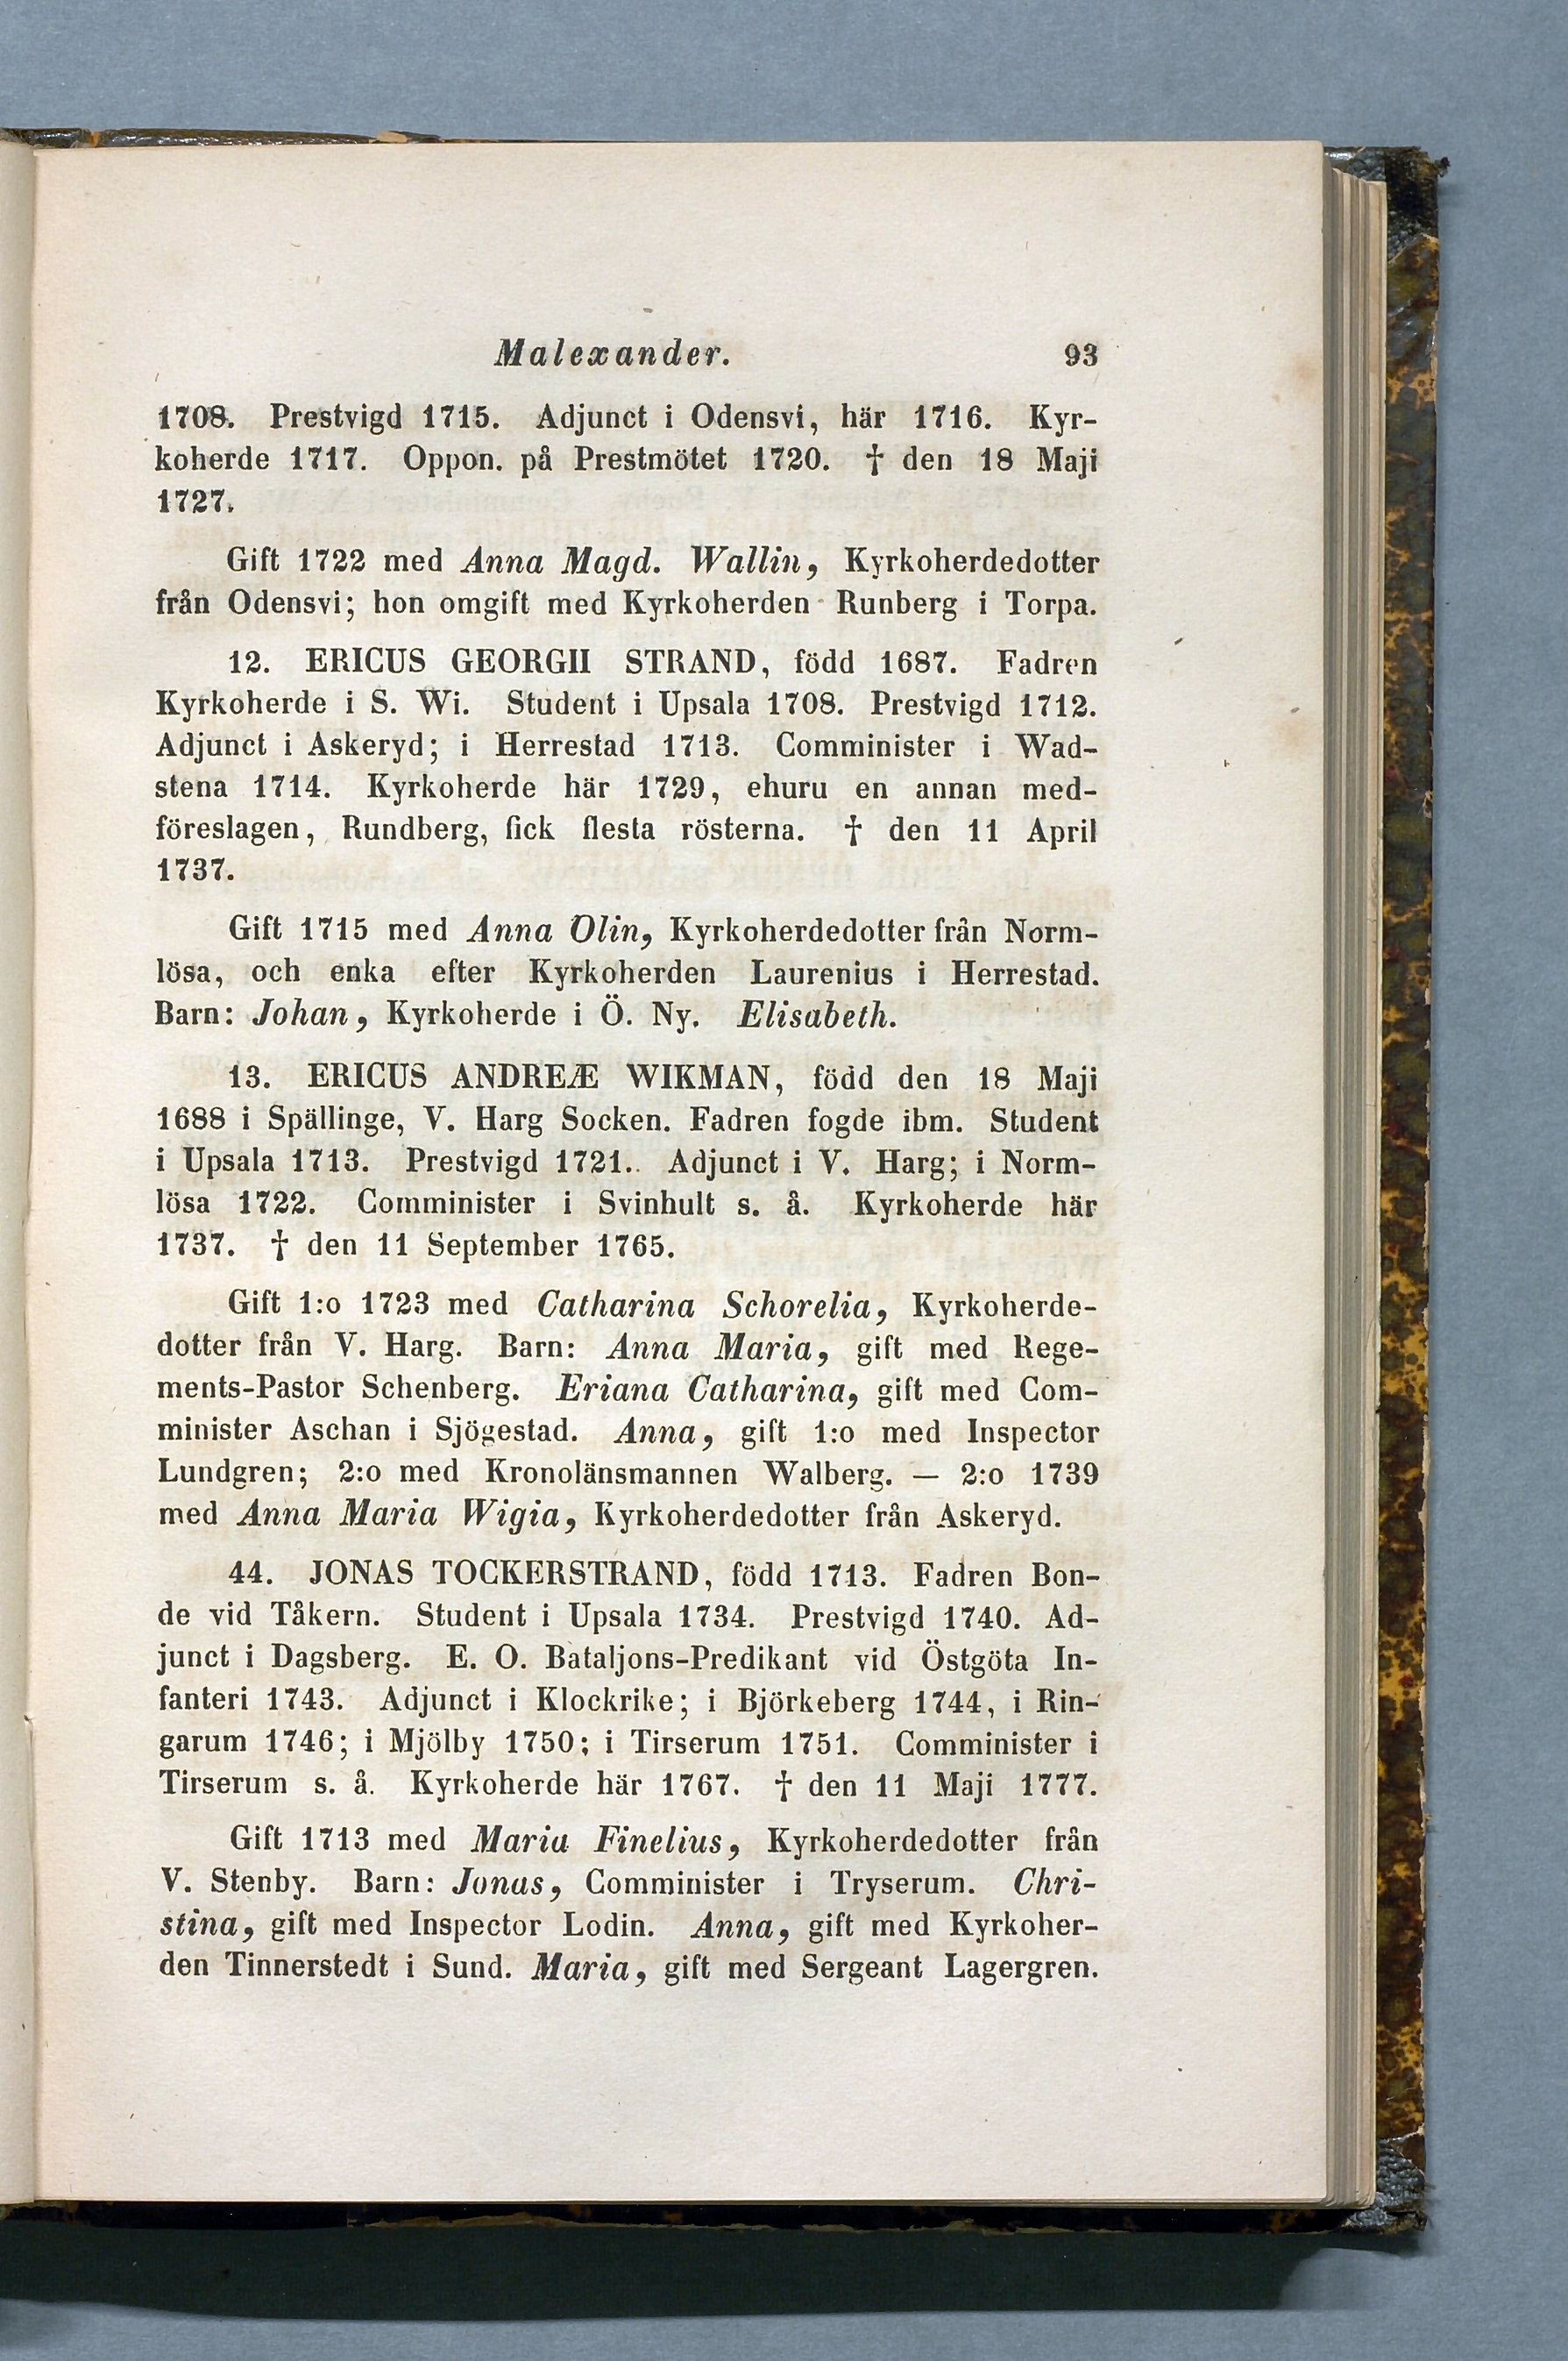 Malexander. 93
1708. Prestvigd 1715. Adjunct i Odensvi, här 1716. Kyr-
koherde 1717. Oppon. på Prestmötet 1720. † den 18 Maji
1727.
Gift 1722 med Anna Magd. Wallin, Kyrkoherdedotter
från Odensvi; hon omgift med Kyrkoherden Runberg i Torpa.
12. ERICUS GEORGII STRAND, född 1687. Fadren
Kyrkoherde i S. Wi. Student i Upsala 1708. Prestvigd 1712.
Adjunct i Askeryd; i Herrestad 1713. Comminister i Wad-
stena 1714. Kyrkoherde här 1729, ehuru en annan med-
föreslagen, Rundberg, fick flesta rösterna. † den 11 April
1737.
Gift 1715 med Anna Olin, Kyrkoherdedotter från Norm-
lösa, och enka efter Kyrkoherden Laurenius i Herrestad.
Barn: Johan, Kyrkoherde i Ö. Ny. Elisabeth.
13. ERICUS ANDREÆ WIKMAN, född den 18 Maji
1688 i Spällinge, V. Harg Socken. Fadren fogde ibm. Student
i Upsala 1713. Prestvigd 1721. Adjunct i V. Harg; i Norm-
lösa 1722. Comminister i Svinhult s. å. Kyrkoherde här
1737. † den 11 September 1765.
Gift 1:o 1723 med Catharina Schorelia, Kyrkoherde-
dotter från V. Harg. Barn: Anna Maria, gift med Rege-
ments-Pastor Schenberg. Eriana Catharina, gift med Com-
minister Aschan i Sjögestad. Anna, gift 1:o med Inspector
Lundgren; 2:o med Kronolänsmannen Walberg. — 2:o 1739
med Anna Maria Wigia, Kyrkoherdedotter från Askeryd.
44. JONAS TOCKERSTRAND, född 1713. Fadren Bon-
de vid Tåkern. Student i Upsala 1734. Prestvigd 1740. Ad-
junct i Dagsberg. E. O. Bataljons-Predikant vid Östgöta In-
fanteri 1743. Adjunct i Klockrike; i Björkeberg 1744, i Rin-
garum 1746; i Mjölby 1750; i Tirserum 1751. Comminister i
Tirserum s. å. Kyrkoherde här 1767. † den 11 Maji 1777.
Gift 1713 med Maria Finelius, Kyrkoherdedotter från
V. Stenby. Barn: Jonas, Comminister i Tryserum. Chri-
stina, gift med Inspector Lodin. Anna, gift med Kyrkoher-
den Tinnerstedt i Sund. Maria, gift med Sergeant Lagergren.